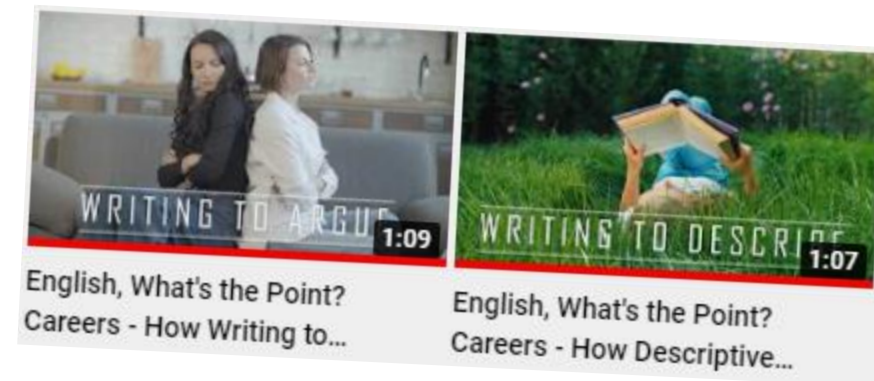 WRITING TO ARGUE
1:09
English, What's the Point?
Careers - How Writing to...
WRITING TO DESCRIBE
1:07
English, What's the Point?
Careers - How Descriptive...